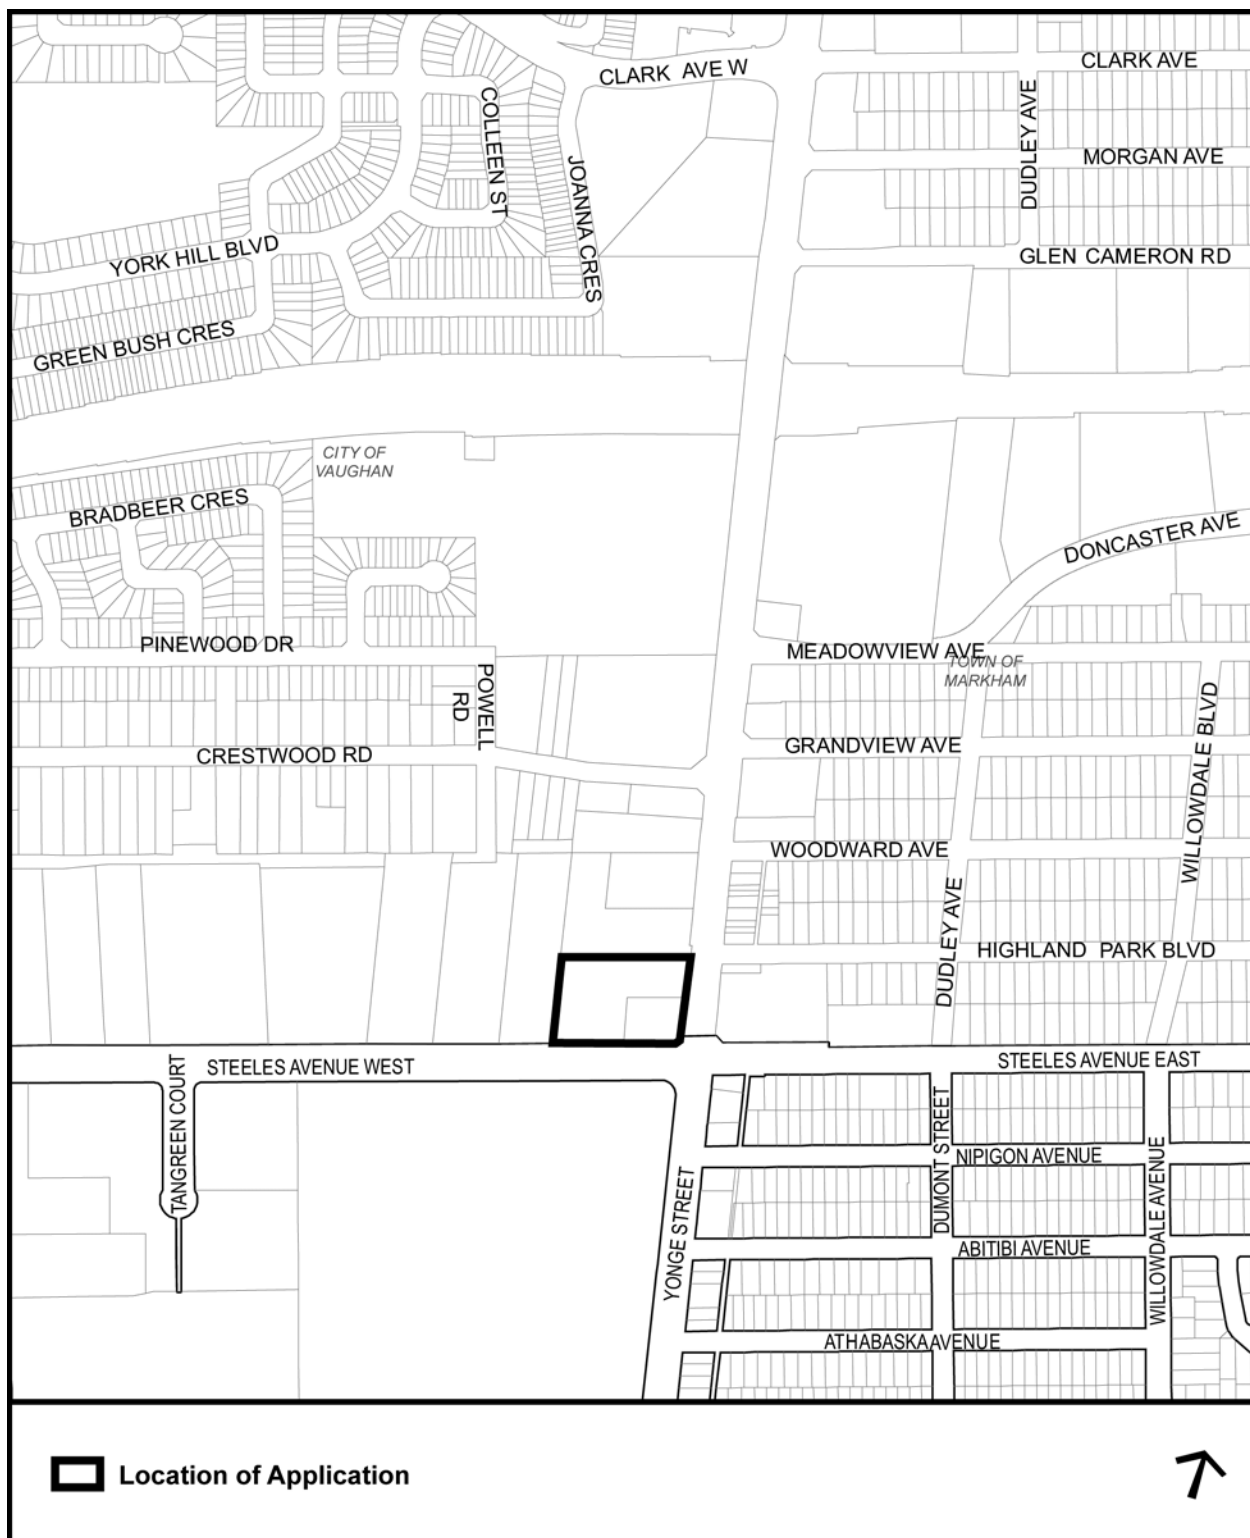 CLARK AVE W
CLARK AVE
COLLEEN ST
DUDLEY AVE
MORGAN AVE
JOANNA CRES
YORK HILL BLVD
GLEN CAMERON RD
GREEN BUSH CRES
CITY OF
VAUGHAN
BRADBEER CRES
DONCASTER AVE
PINEWOOD DR
MEADOWVIEW AVE
TOWN OF
MARKHAM
POWELL
RD
WILLOWDALE BLVD
CRESTWOOD RD
GRANDVIEW AVE
WOODWARD AVE
DUDLEY AVE
HIGHLAND PARK BLVD
STEELES AVENUE WEST
STEELES AVENUE EAST
TANGREEN COURT
DUMONT STREET
NIPIGON AVENUE
WILLOWDALE AVENUE
YONGE STREET
ABITIBI AVENUE
ATHABASKA AVENUE
Location of Application